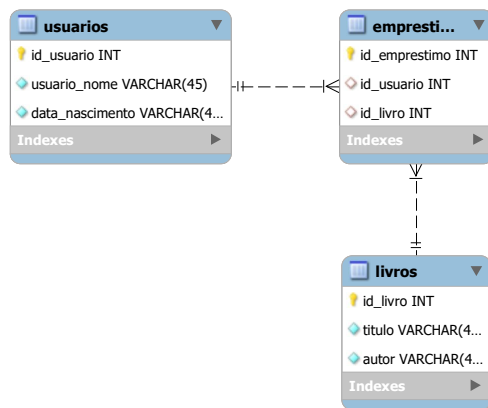 usuarios
id_usuario INT
usuario_nome VARCHAR(45)
data_nascimento VARCHAR(4...
Indexes
empresti...
id_emprestimo INT
id_usuario INT
id_livro INT
Indexes
livros
id_livro INT
titulo VARCHAR(4...
autor VARCHAR(4...
Indexes